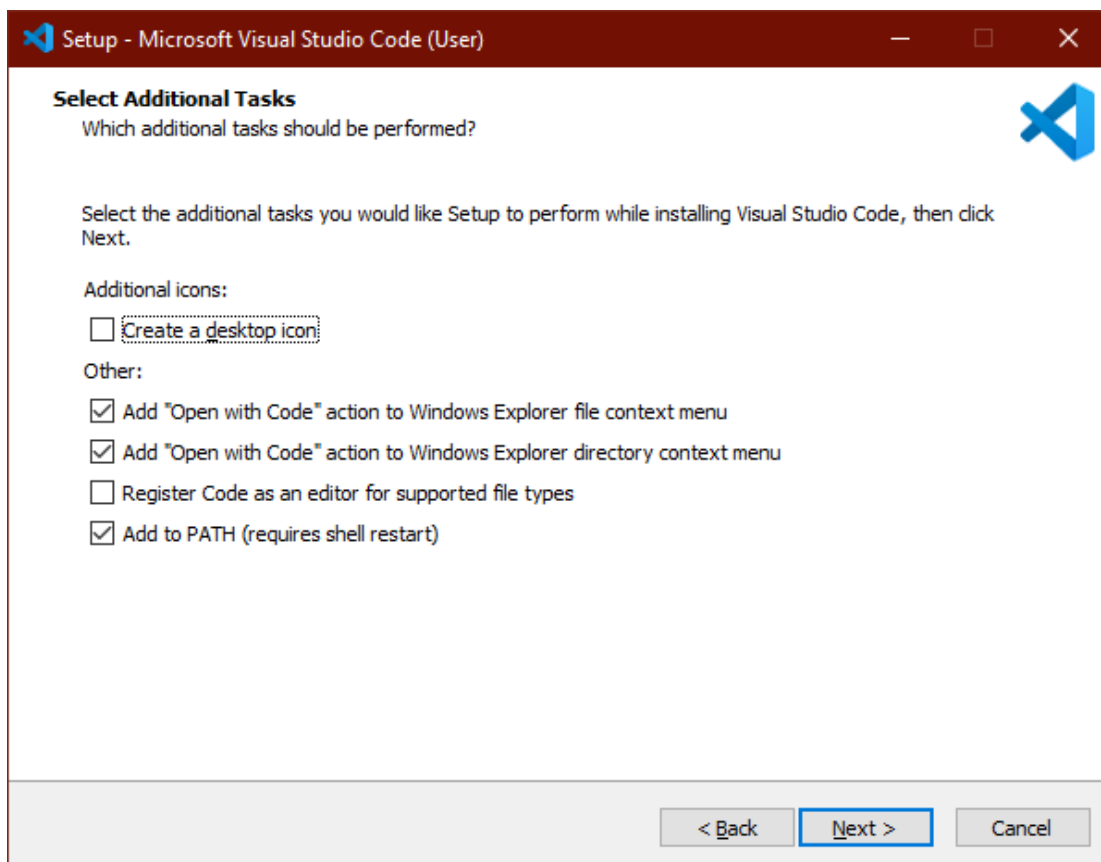 Setup - Microsoft Visual Studio Code (User)
Select Additional Tasks
Which additional tasks should be performed?
Select the additional tasks you would like Setup to perform while installing Visual Studio Code, then click
Next.
Additional icons:
Create a desktop icon
Other:
Add "Open with Code" action to Windows Explorer file context menu
Add "Open with Code" action to Windows Explorer directory context menu
Register Code as an editor for supported file types
Add to PATH (requires shell restart)
< Back Next > Cancel